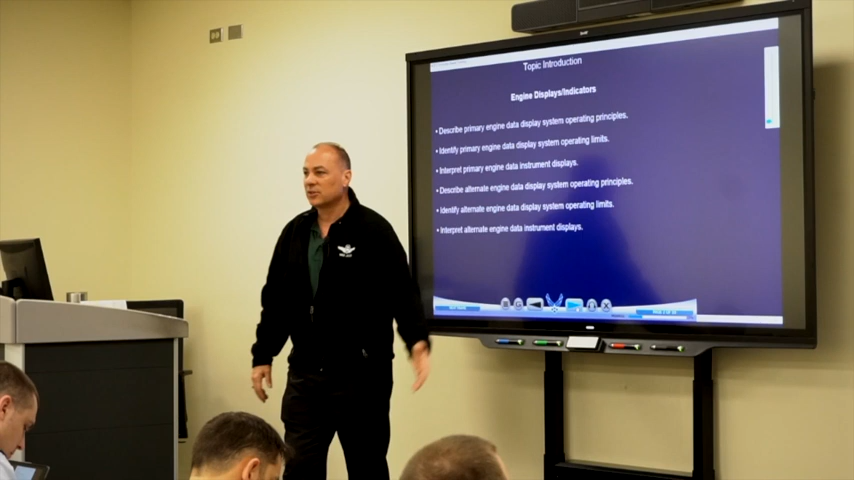 Topic Introduction
Engine Displays/Indicators
• Describe primary engine data display system operating principles.
• Identify primary engine data display system operating limits.
• Interpret primary engine data instrument displays.
• Describe alternate engine data display system operating principles.
• Identify alternate engine data display system operating limits.
• Interpret alternate engine data instrument displays.